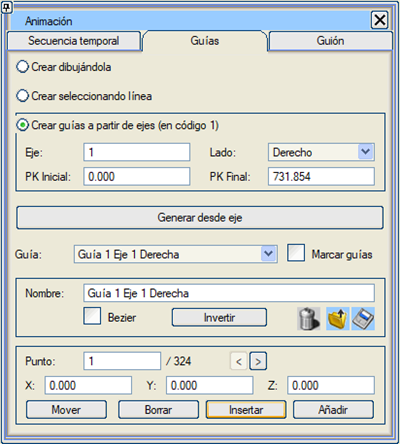 Animación
Secuencia temporal Guías Guión
Crear dibujándola
Crear seleccionando línea
Crear guías a partir de ejes (en código 1)
Eje: 1 Lado: Derecho
PK Inicial: 0.000 PK Final: 731.854
Generar desde eje
Guía: Guía 1 Eje 1 Derecha Marcar guías
Nombre: Guía 1 Eje 1 Derecha
Bezier Invertir
Punto: 1 / 324 < >
X: 0.000 Y: 0.000 Z: 0.000
Mover Borrar Insertar Añadir